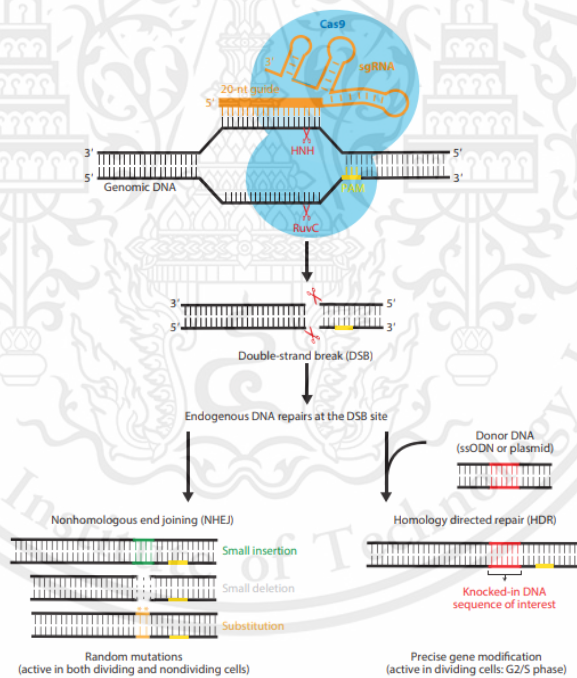 Cas9
3'
sgRNA
20-nt guide
5'
HNH
3'
5'
5'
3'
Genomic DNA
PAM
RuvC
3'
5'
5'
3'
Double-strand break (DSB)
Endogenous DNA repairs at the DSB site
Donor DNA
(ssODN or plasmid)
Nonhomologous end joining (NHEJ)
Homology directed repair (HDR)
Small insertion
Small deletion
Knocked-in DNA
sequence of interest
Substitution
Random mutations
(active in both dividing and nondividing cells)
Precise gene modification
(active in dividing cells: G2/S phase)
Institute of Technology